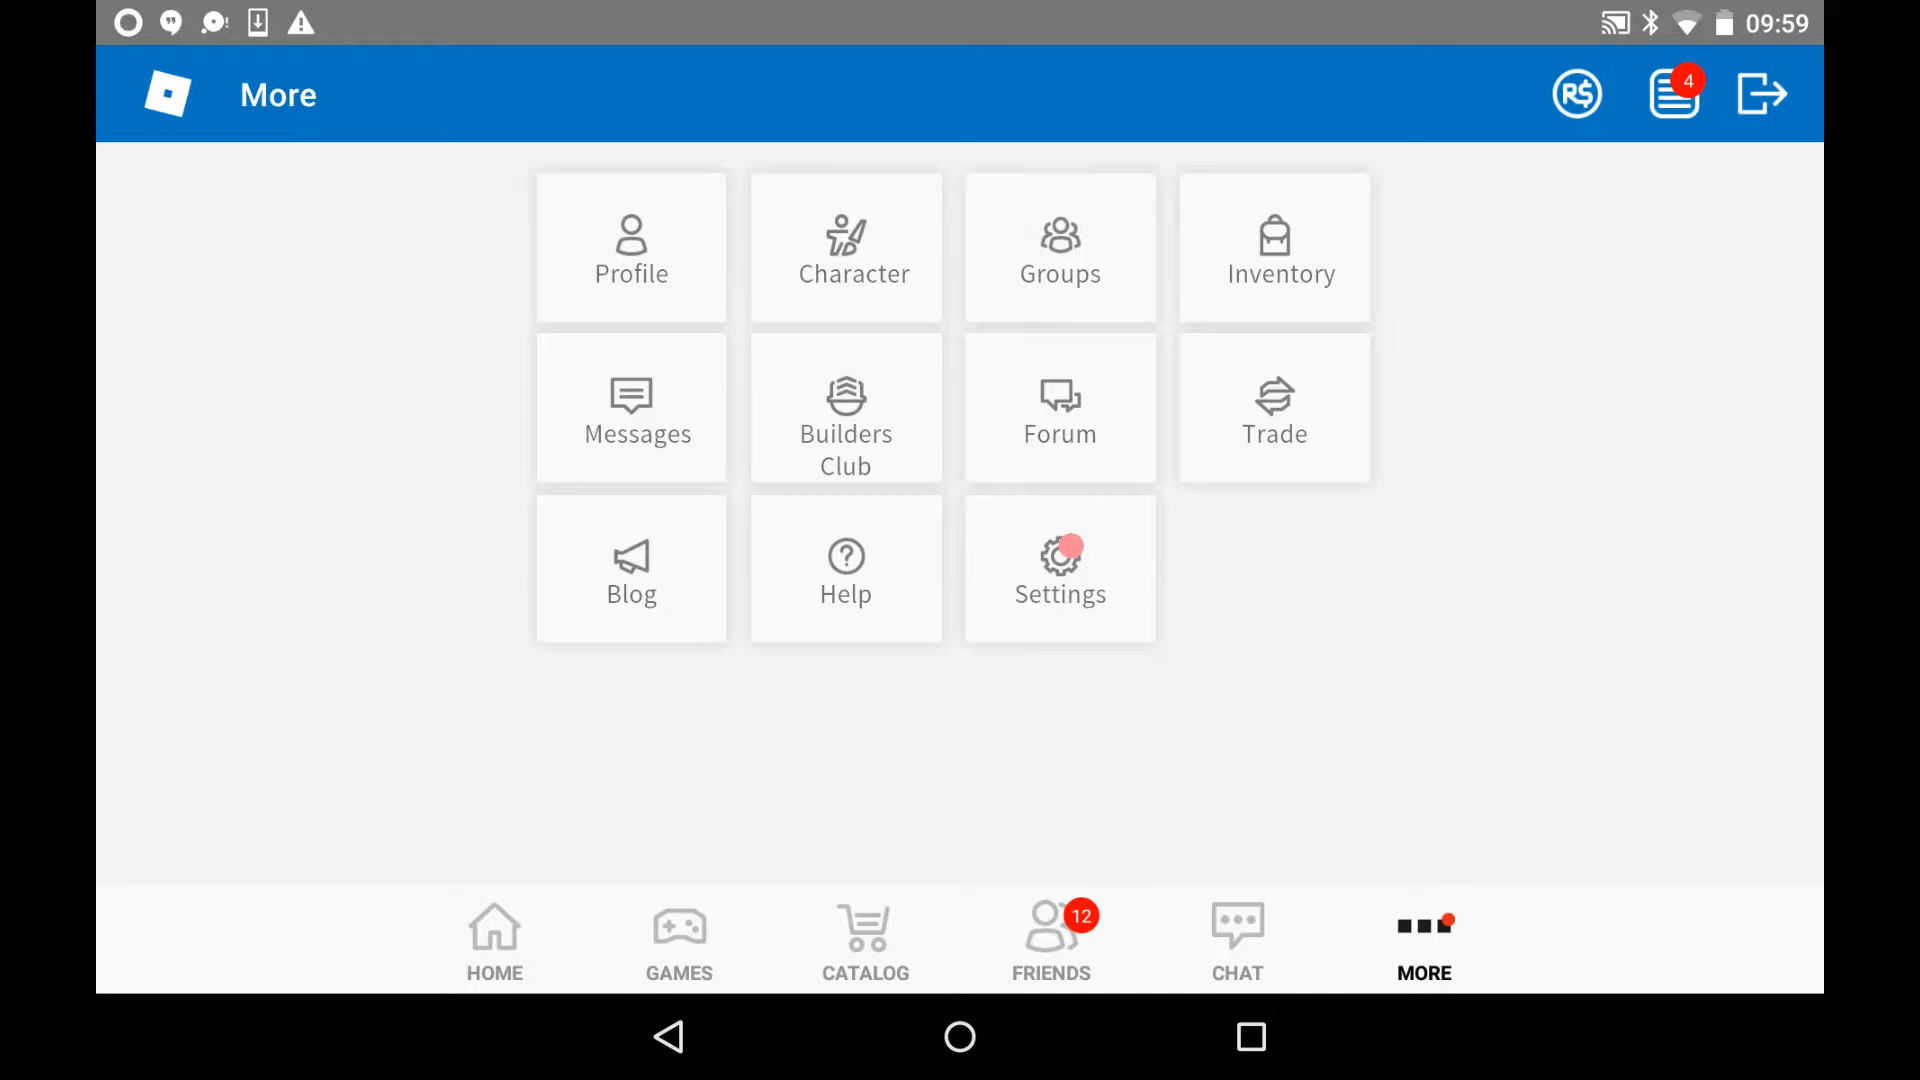 09:59
More
R$
4
Profile
Character
Groups
Inventory
Messages
Builders
Club
Forum
Trade
Blog
Help
Settings
12
HOME
GAMES
CATALOG
FRIENDS
CHAT
MORE